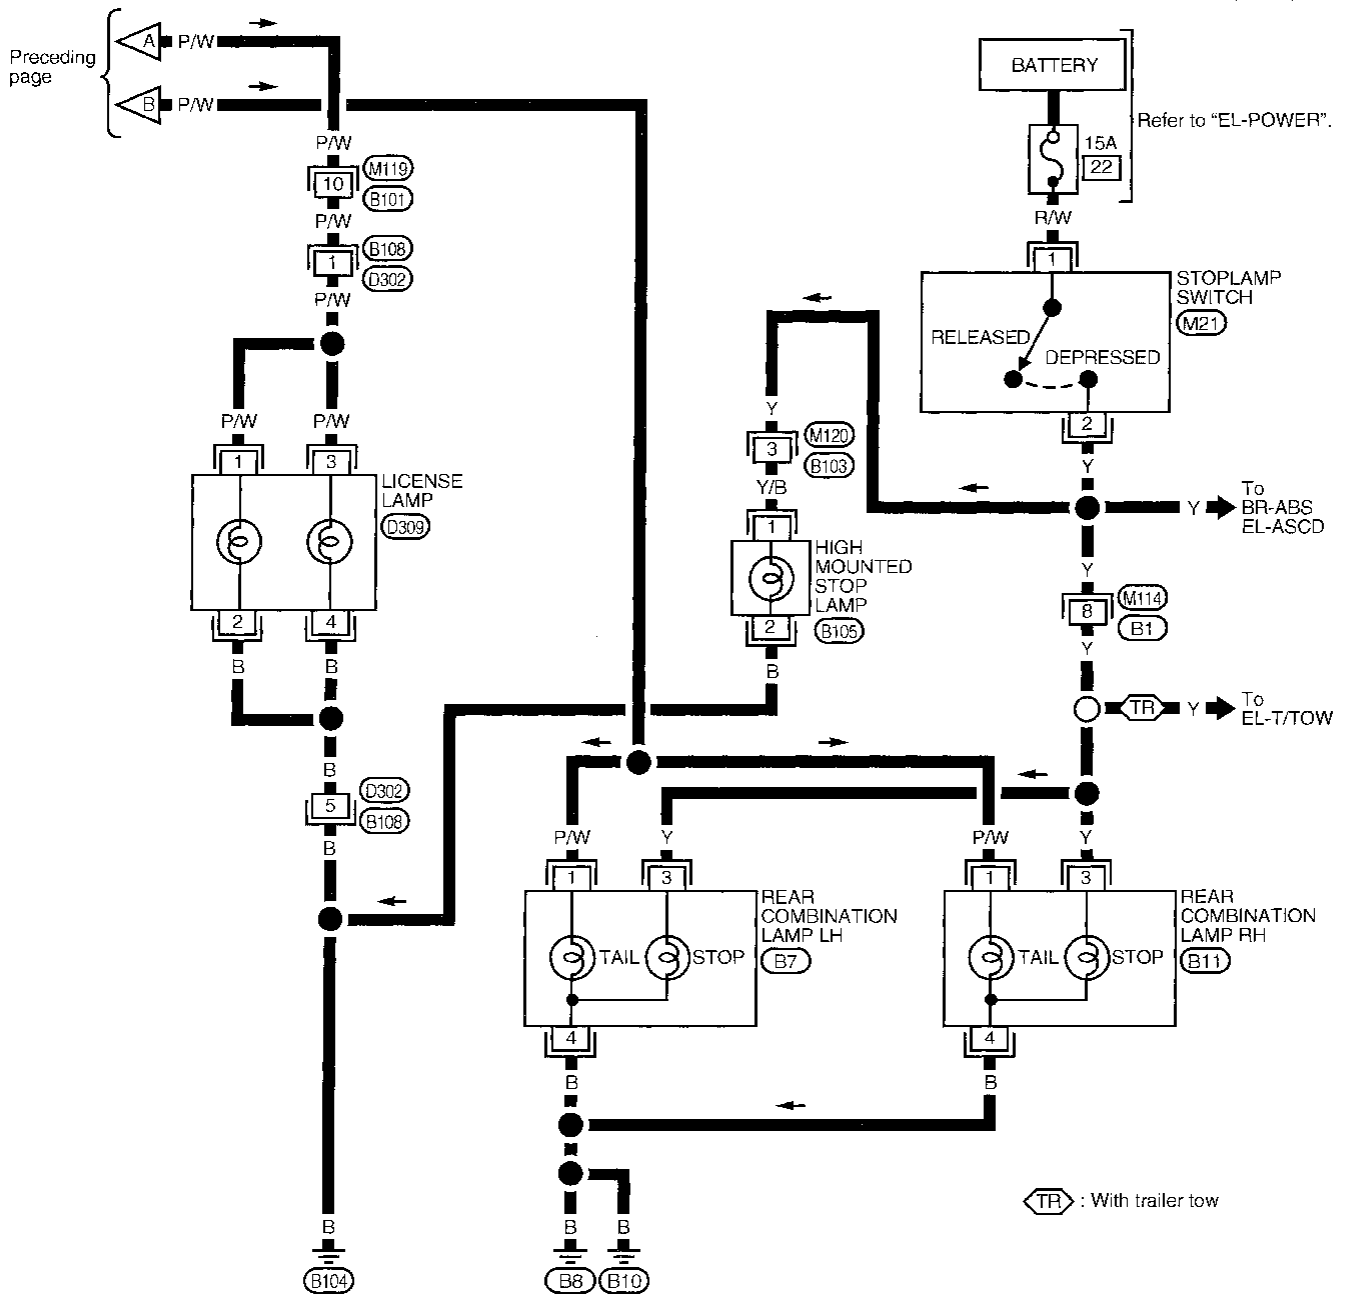 Preceding
page
A
P/W
B
P/W
P/W
10
M119
B101
P/W
1
B108
D302
P/W
P/W
P/W
1
3
LICENSE
LAMP
D309
2
4
B
B
B
5
D302
B108
B
B
B104
BATTERY
Refer to “EL-POWER”.
15A
22
R/W
1
STOPLAMP
SWITCH
M21
RELEASED
DEPRESSED
2
Y
Y
To
BR-ABS
EL-ASCD
Y
3
M120
B103
Y/B
1
HIGH
MOUNTED
STOP
LAMP
B105
2
B
Y
8
M114
B1
Y
TR
Y
To
EL-T/TOW
P/W
Y
P/W
Y
1
3
1
3
REAR
COMBINATION
LAMP LH
B7
TAIL
STOP
REAR
COMBINATION
LAMP RH
B11
TAIL
STOP
4
4
B
B
B
B
B8
B10
TR : With trailer tow